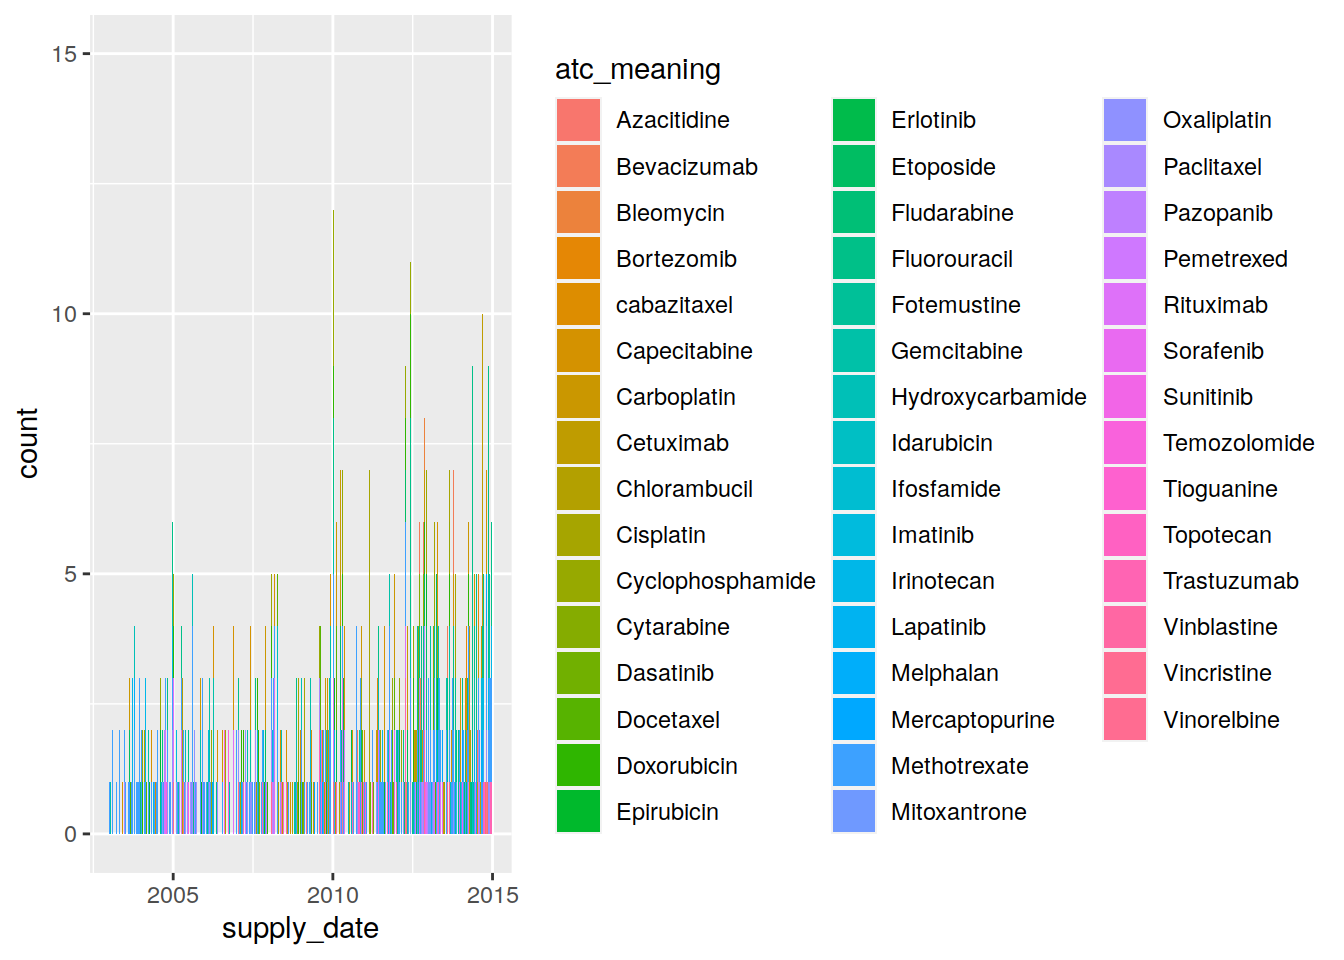 count
15
10
5
0
2005
2010
2015
supply_date
atc_meaning
Azacitidine
Bevacizumab
Bleomycin
Bortezomib
cabazitaxel
Capecitabine
Carboplatin
Cetuximab
Chlorambucil
Cisplatin
Cyclophosphamide
Cytarabine
Dasatinib
Docetaxel
Doxorubicin
Epirubicin
Erlotinib
Etoposide
Fludarabine
Fluorouracil
Fotemustine
Gemcitabine
Hydroxycarbamide
Idarubicin
Ifosfamide
Imatinib
Irinotecan
Lapatinib
Melphalan
Mercaptopurine
Methotrexate
Mitoxantrone
Oxaliplatin
Paclitaxel
Pazopanib
Pemetrexed
Rituximab
Sorafenib
Sunitinib
Temozolomide
Tioguanine
Topotecan
Trastuzumab
Vinblastine
Vincristine
Vinorelbine